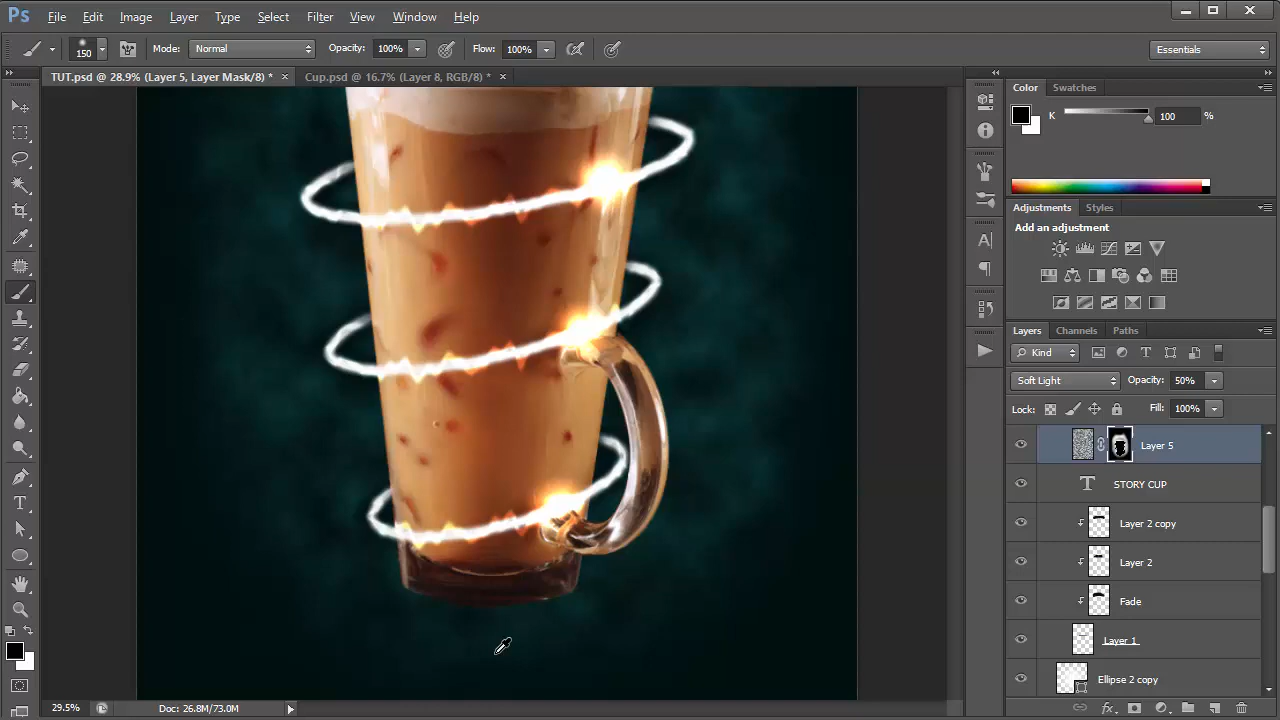 Ps File Edit Image Layer Type Select Filter View Window Help
150 Mode: Normal Opacity: 100% Flow: 100% Essentials
TUT.psd @ 28.9% (Layer 5, Layer Mask/8) * × Cup.psd @ 16.7% (Layer 8, RGB/8) * ×
Color Swatches
K 100 %
Adjustments Styles
Add an adjustment
Layers Channels Paths
Kind
Soft Light Opacity: 50%
Lock: Fill: 100%
Layer 5
STORY CUP
Layer 2 copy
Layer 2
Fade
Layer 1
Ellipse 2 copy
29.5% Doc: 26.8M/73.0M